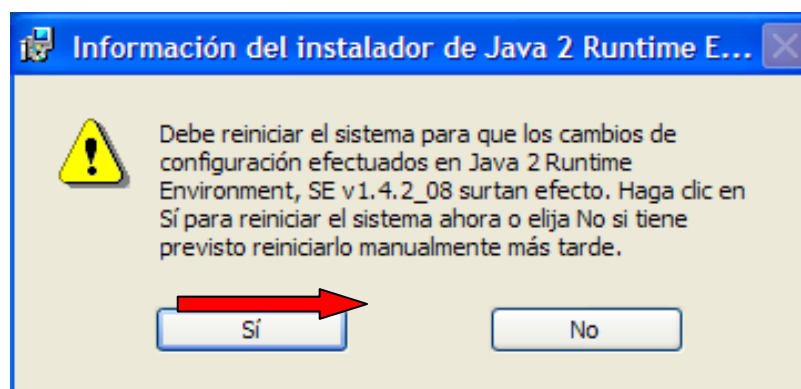 Información del instalador de Java 2 Runtime E...
Debe reiniciar el sistema para que los cambios de
configuración efectuados en Java 2 Runtime
Environment, SE v1.4.2_08 surtan efecto. Haga clic en
Sí para reiniciar el sistema ahora o elija No si tiene
previsto reiniciarlo manualmente más tarde.
Sí No